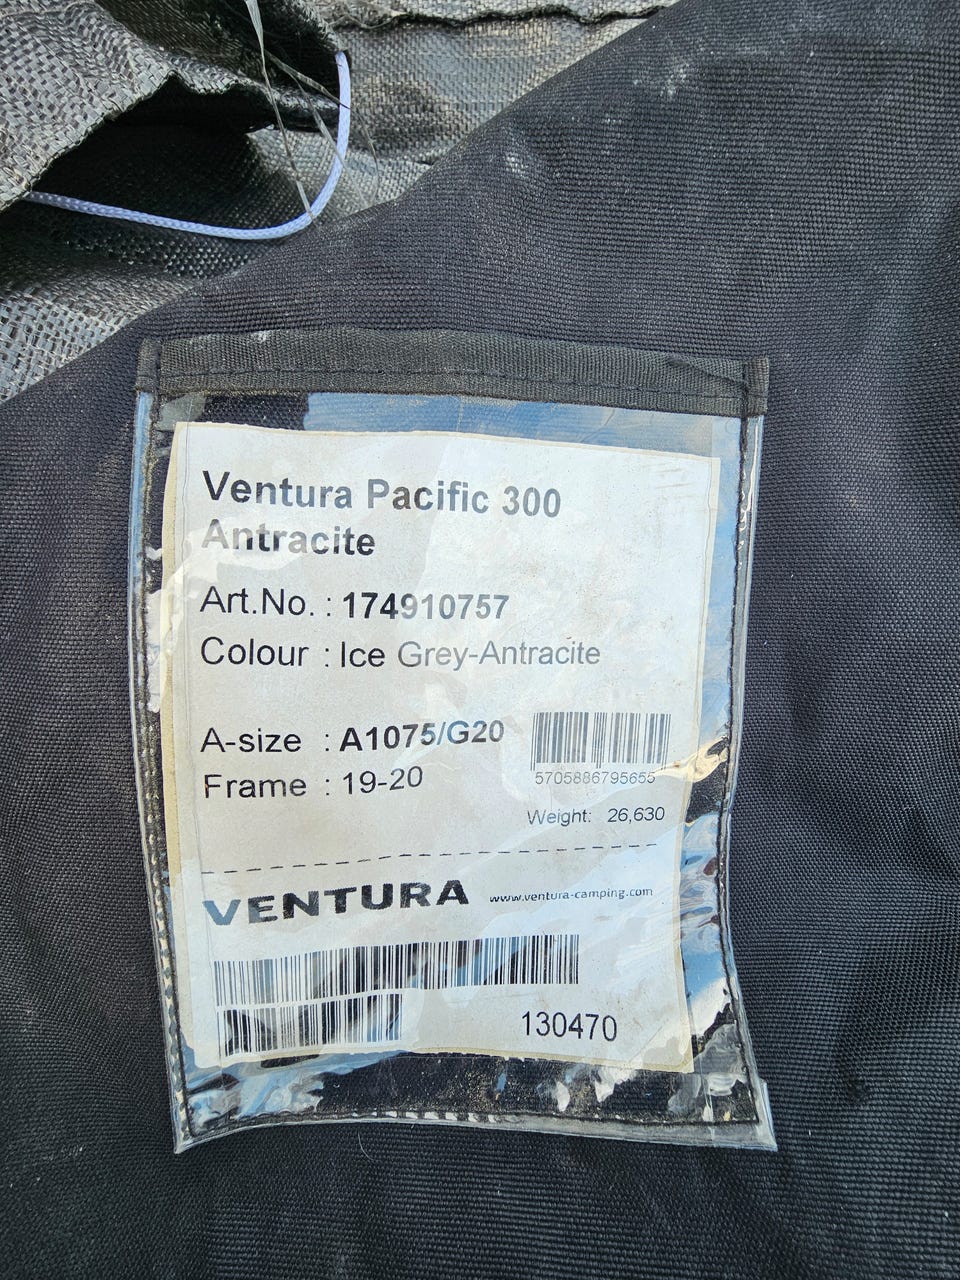 Ventura Pacific 300
Antracite
Art.No. : 174910757
Colour : Ice Grey-Antracite
A-size : A1075/G20
5705886795655
Frame : 19-20
Weight: 26,630
VENTURA www.ventura-camping.com
130470